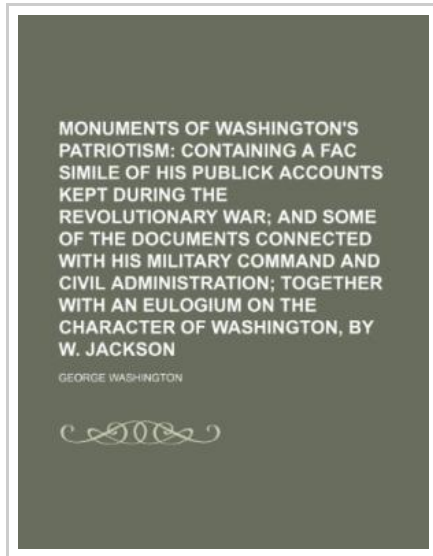 MONUMENTS OF WASHINGTON'S
PATRIOTISM: CONTAINING A FAC
SIMILE OF HIS PUBLICK ACCOUNTS
KEPT DURING THE
REVOLUTIONARY WAR; AND SOME
OF THE DOCUMENTS CONNECTED
WITH HIS MILITARY COMMAND AND
CIVIL ADMINISTRATION; TOGETHER
WITH AN EULOGIUM ON THE
CHARACTER OF WASHINGTON, BY
W. JACKSON
GEORGE WASHINGTON